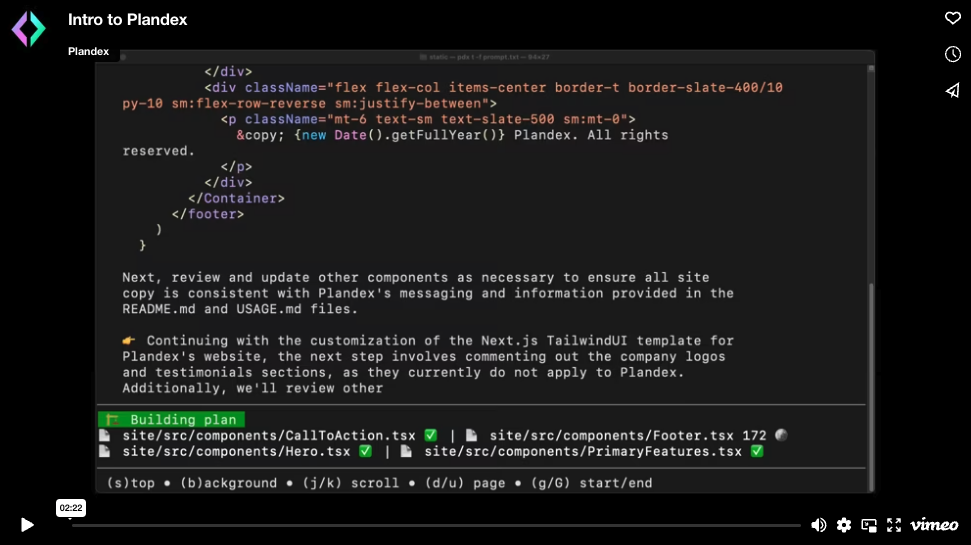 Intro to Plandex
Plandex
static — pdx t -f prompt.txt — 94×27
</div>
<div className="flex flex-col items-center border-t border-slate-400/10
py-10 sm:flex-row-reverse sm:justify-between">
<p className="mt-6 text-sm text-slate-500 sm:mt-0">
&copy; {new Date().getFullYear()} Plandex. All rights
reserved.
</p>
</div>
</Container>
</footer>
)
}
Next, review and update other components as necessary to ensure all site
copy is consistent with Plandex's messaging and information provided in the
README.md and USAGE.md files.
👉 Continuing with the customization of the Next.js TailwindUI template for
Plandex's website, the next step involves commenting out the company logos
and testimonials sections, as they currently do not apply to Plandex.
Additionally, we'll review other
🏗 Building plan
📄 site/src/components/CallToAction.tsx ✅ | 📄 site/src/components/Footer.tsx 172 🌒
📄 site/src/components/Hero.tsx ✅ | 📄 site/src/components/PrimaryFeatures.tsx ✅
(s)top • (b)ackground • (j/k) scroll • (d/u) page • (g/G) start/end
02:22
vimeo